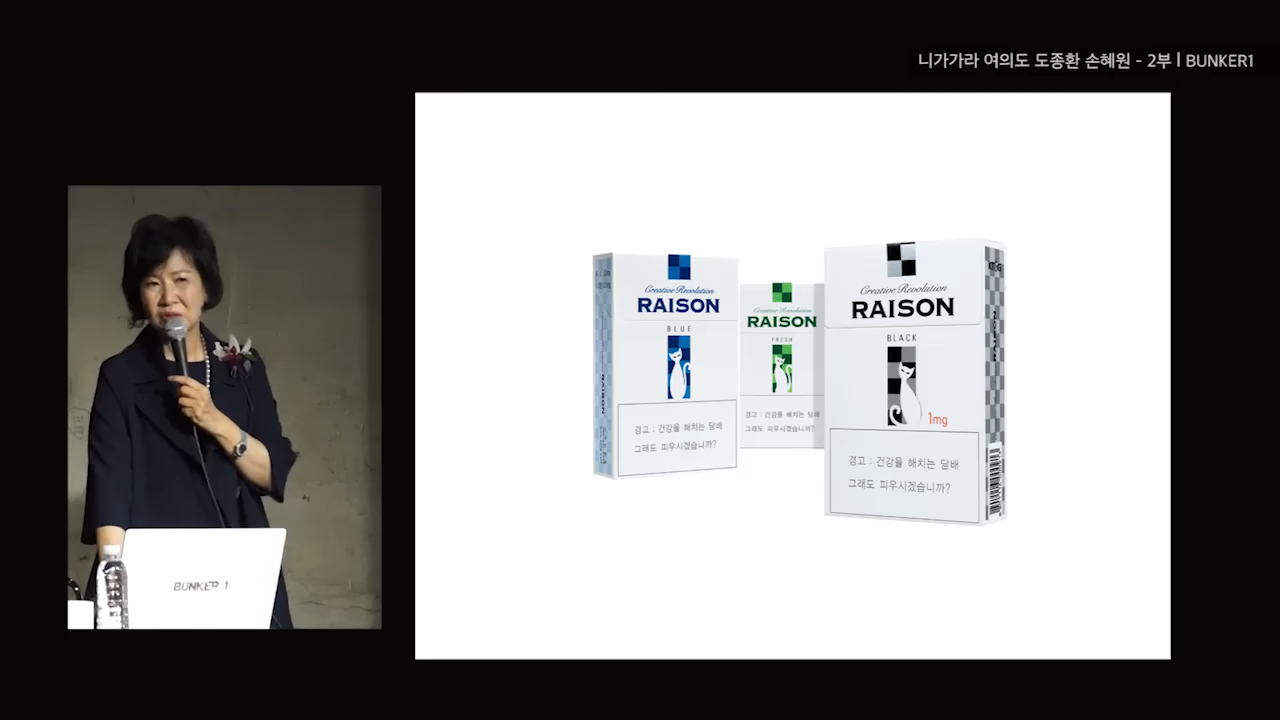 니가가라 여의도 도종환 손혜원 - 2부 | BUNKER1
Creative Revolution
RAISON
BLUE
경고 : 건강을 해치는 담배
그래도 피우시겠습니까?
Creative Revolution
RAISON
FRESH
경고 : 건강을 해치는 담배
그래도 피우시겠습니까?
Creative Revolution
RAISON
BLACK
1mg
경고 : 건강을 해치는 담배
그래도 피우시겠습니까?
RAISON
RAISON
BUNKER 1